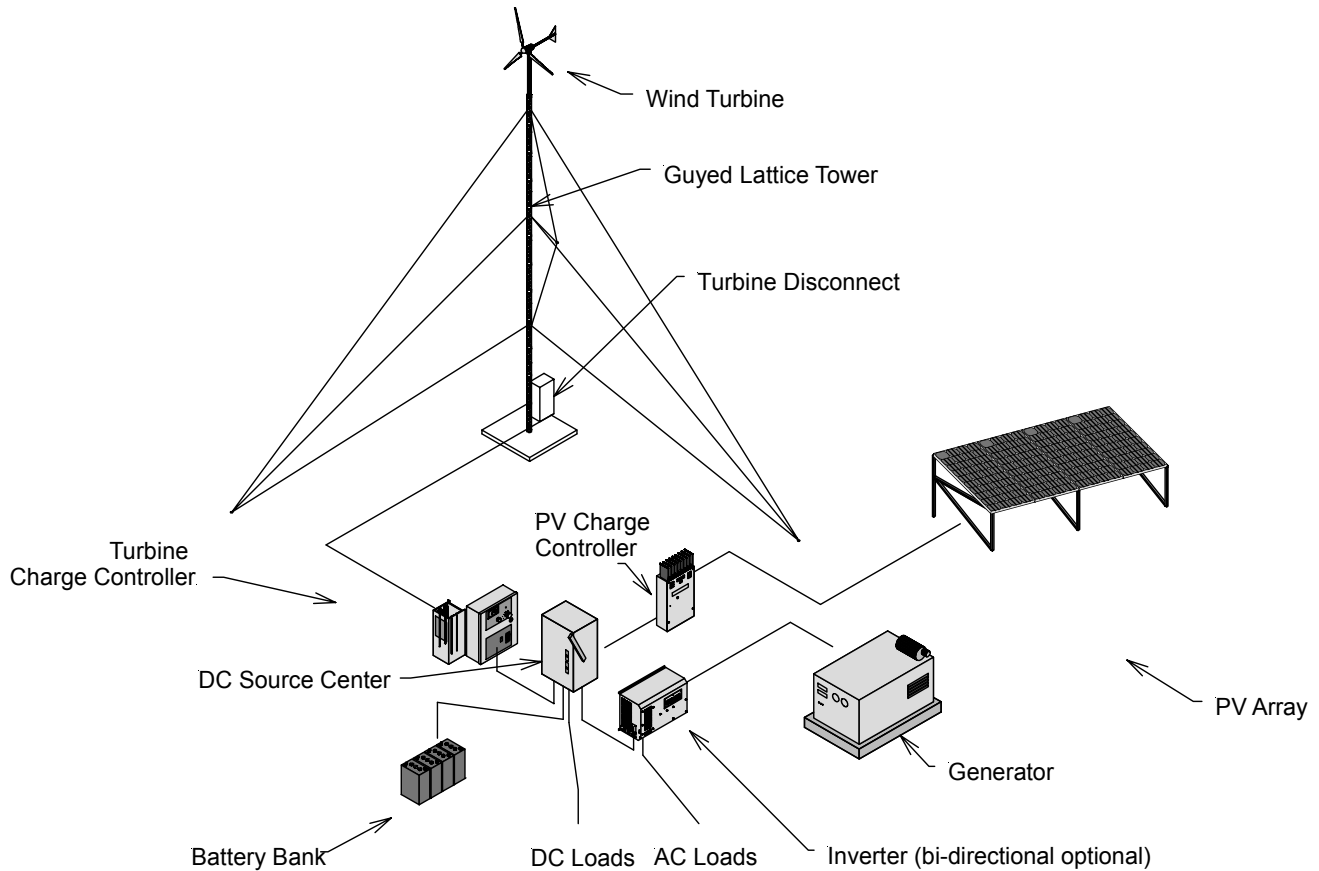 Wind Turbine
Guyed Lattice Tower
Turbine Disconnect
PV Charge
Controller
Turbine
Charge Controller
DC Source Center
PV Array
Generator
Battery Bank
DC Loads
AC Loads
Inverter (bi-directional optional)